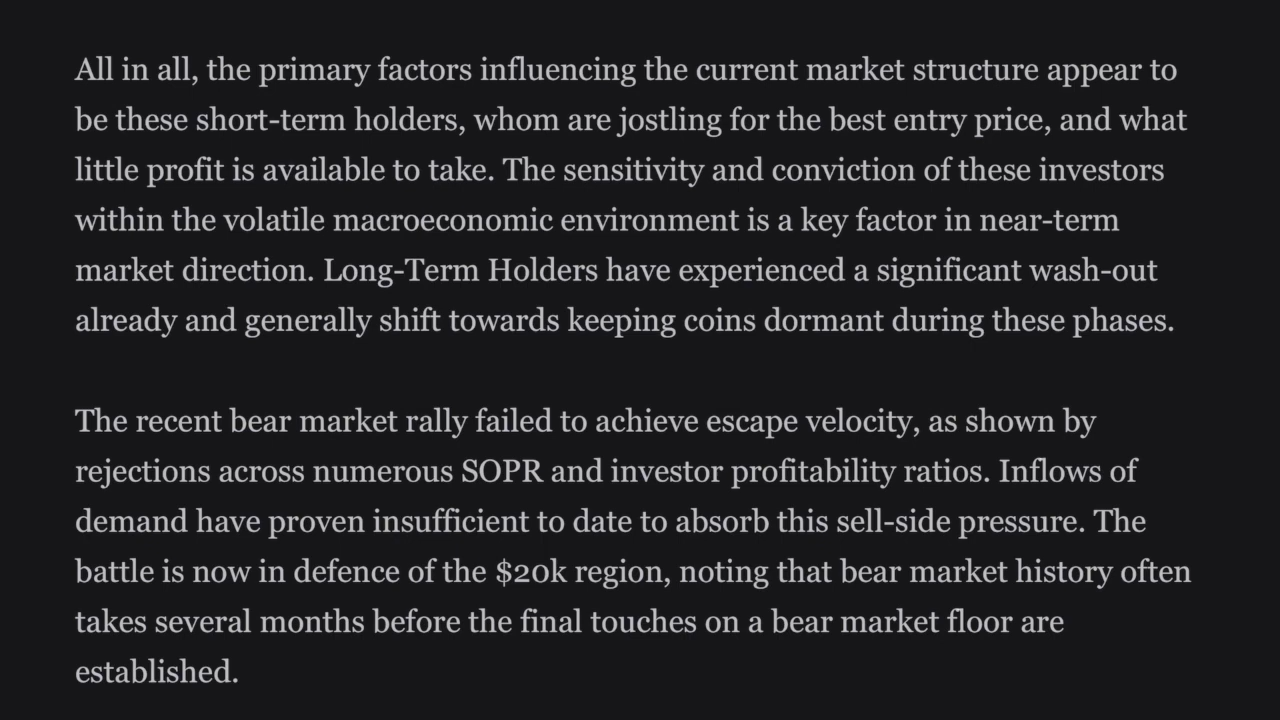 All in all, the primary factors influencing the current market structure appear to
be these short-term holders, whom are jostling for the best entry price, and what
little profit is available to take. The sensitivity and conviction of these investors
within the volatile macroeconomic environment is a key factor in near-term
market direction. Long-Term Holders have experienced a significant wash-out
already and generally shift towards keeping coins dormant during these phases.
The recent bear market rally failed to achieve escape velocity, as shown by
rejections across numerous SOPR and investor profitability ratios. Inflows of
demand have proven insufficient to date to absorb this sell-side pressure. The
battle is now in defence of the $20k region, noting that bear market history often
takes several months before the final touches on a bear market floor are
established.